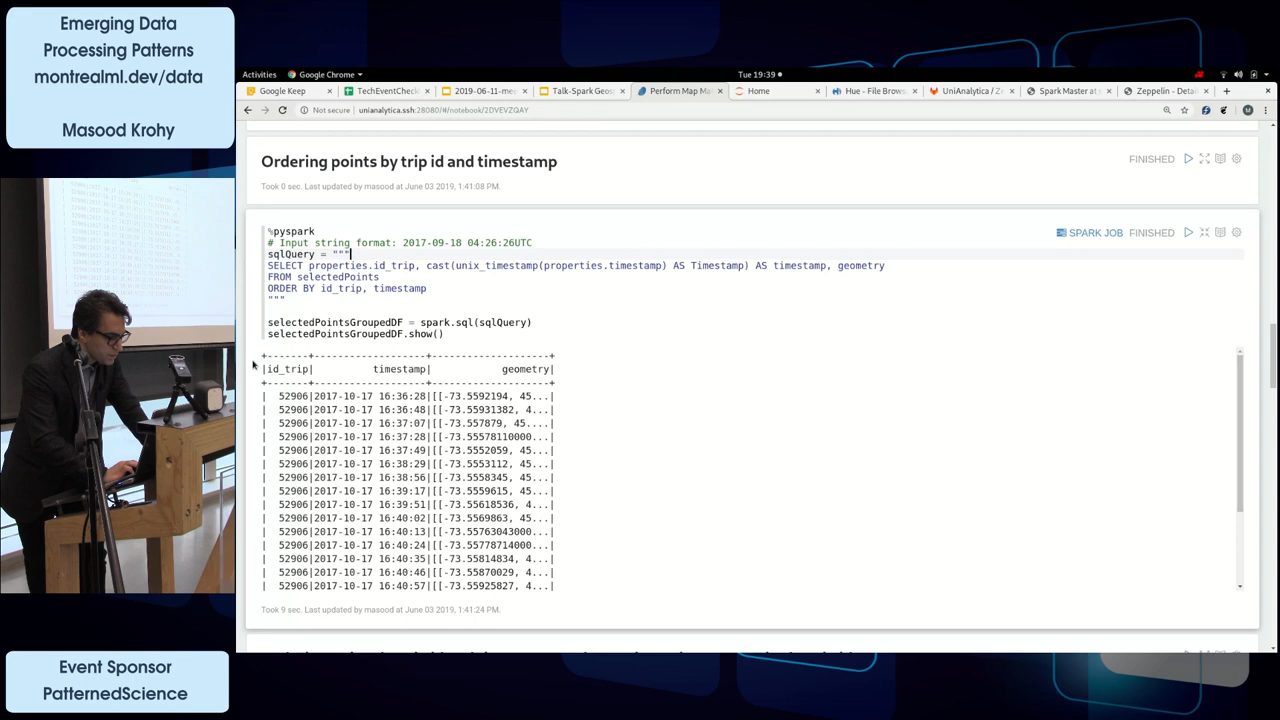 Emerging Data
Processing Patterns
montrealml.dev/data
Masood Krohy
Event Sponsor
PatternedScience
Activities
Google Chrome
Tue 19:39
Google Keep
TechEventCheck
2019-06-11-me
Talk-Spark Geos
Perform Map Ma
Home
Hue - File Brows
UniAnalytica / Ze
Spark Master at
Zeppelin - Detai
Not secure | unianalytica.ssh:28080/#/notebook/2DVEVZQAY
Ordering points by trip id and timestamp
FINISHED
Took 0 sec. Last updated by masood at June 03 2019, 1:41:08 PM.
SPARK JOB FINISHED
%pyspark
# Input string format: 2017-09-18 04:26:26UTC
sqlQuery = """
SELECT properties.id_trip, cast(unix_timestamp(properties.timestamp) AS Timestamp) AS timestamp, geometry
FROM selectedPoints
ORDER BY id_trip, timestamp
"""
selectedPointsGroupedDF = spark.sql(sqlQuery)
selectedPointsGroupedDF.show()
+-------+-------------------+--------------------+
|id_trip|          timestamp|            geometry|
+-------+-------------------+--------------------+
|  52906|2017-10-17 16:36:28|[[-73.5592194, 45...|
|  52906|2017-10-17 16:36:48|[[-73.55931382, 4...|
|  52906|2017-10-17 16:37:07|[[-73.557879, 45....|
|  52906|2017-10-17 16:37:28|[[-73.55578110000...|
|  52906|2017-10-17 16:37:49|[[-73.5552059, 45...|
|  52906|2017-10-17 16:38:29|[[-73.5553112, 45...|
|  52906|2017-10-17 16:38:56|[[-73.5558345, 45...|
|  52906|2017-10-17 16:39:17|[[-73.5559615, 45...|
|  52906|2017-10-17 16:39:51|[[-73.55618536, 4...|
|  52906|2017-10-17 16:40:02|[[-73.5569863, 45...|
|  52906|2017-10-17 16:40:13|[[-73.55763043000...|
|  52906|2017-10-17 16:40:24|[[-73.55778714000...|
|  52906|2017-10-17 16:40:35|[[-73.55814834, 4...|
|  52906|2017-10-17 16:40:46|[[-73.55870029, 4...|
|  52906|2017-10-17 16:40:57|[[-73.55925827, 4...|
Took 9 sec. Last updated by masood at June 03 2019, 1:41:24 PM.